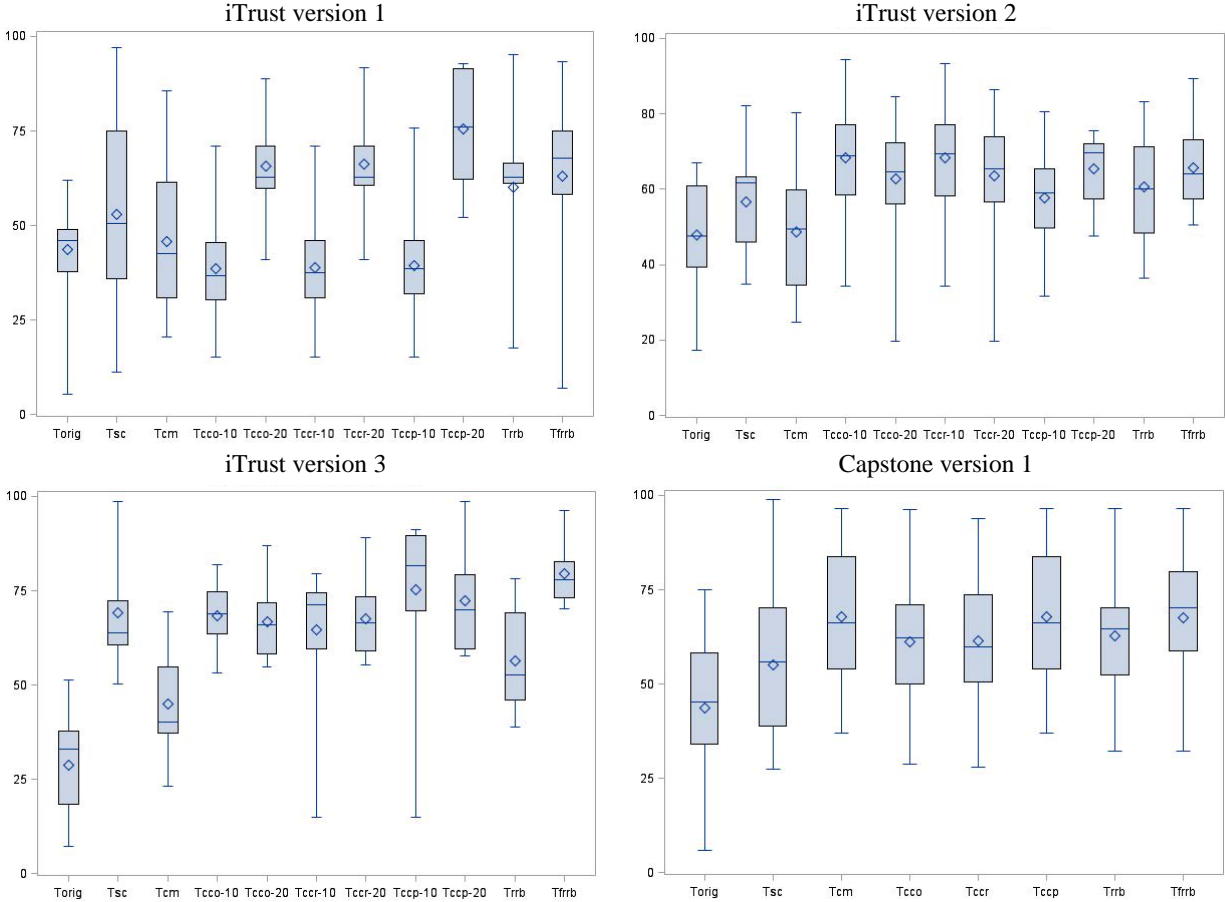 iTrust version 1
iTrust version 2
100
75
50
25
0
Torig Tsc Tcm Tcco-10 Tcco-20 Tccr-10 Tccr-20 Tccp-10 Tccp-20 Trrb Tfrrb
100
80
60
40
20
0
Torig Tsc Tcm Tcco-10 Tcco-20 Tccr-10 Tccr-20 Tccp-10 Tccp-20 Trrb Tfrrb
iTrust version 3
Capstone version 1
100
75
50
25
0
Torig Tsc Tcm Tcco-10 Tcco-20 Tccr-10 Tccr-20 Tccp-10 Tccp-20 Trrb Tfrrb
100
75
50
25
0
Torig Tsc Tcm Tcco Tccr Tccp Trrb Tfrrb